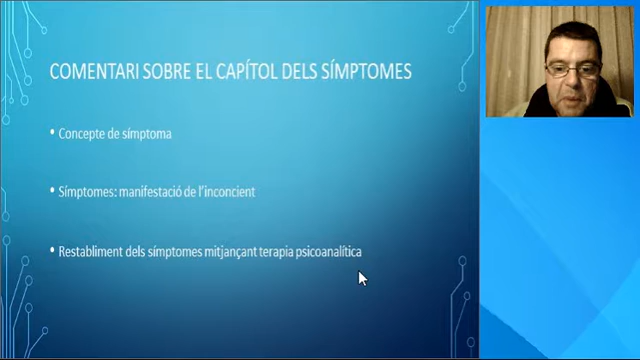 COMENTARI SOBRE EL CAPÍTOL DELS SÍMPTOMES
• Concepte de símptoma
• Símptomes: manifestació de l'inconcient
• Restabliment dels símptomes mitjançant terapia psicoanalítica